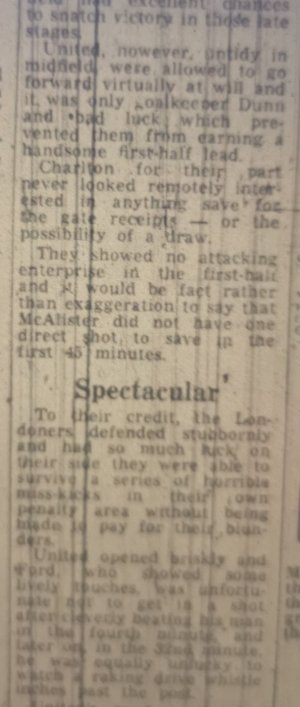 had excellent chances
to snatch victory in those late
stages.
United, however, untidy in
midfield, were allowed to go
forward virtually at will and
it was only goalkeeper Dunn
and bad luck which pre-
vented them from earning a
handsome first-half lead.
Charlton for their part
never looked remotely inter-
ested in anything save for
the gate receipts — or the
possibility of a draw.
They showed no attacking
enterprise in the first-half
and it would be fact rather
than exaggeration to say that
McAlister did not have one
direct shot to save in the
first 45 minutes.
Spectacular
To their credit, the Lon-
doners defended stubbornly
and had so much luck on
their side they were able to
survive a series of horrible
miss-kicks in their own
penalty area without being
made to pay for their blun-
ders.
United opened briskly and
who showed some
lively touches, was unfortu-
nate not to get in a shot
after cleverly beating his man
in the fourth minute, and
later on, in the 32nd minute,
he was equally unlucky to
watch a raking drive whistle
inches past the post.